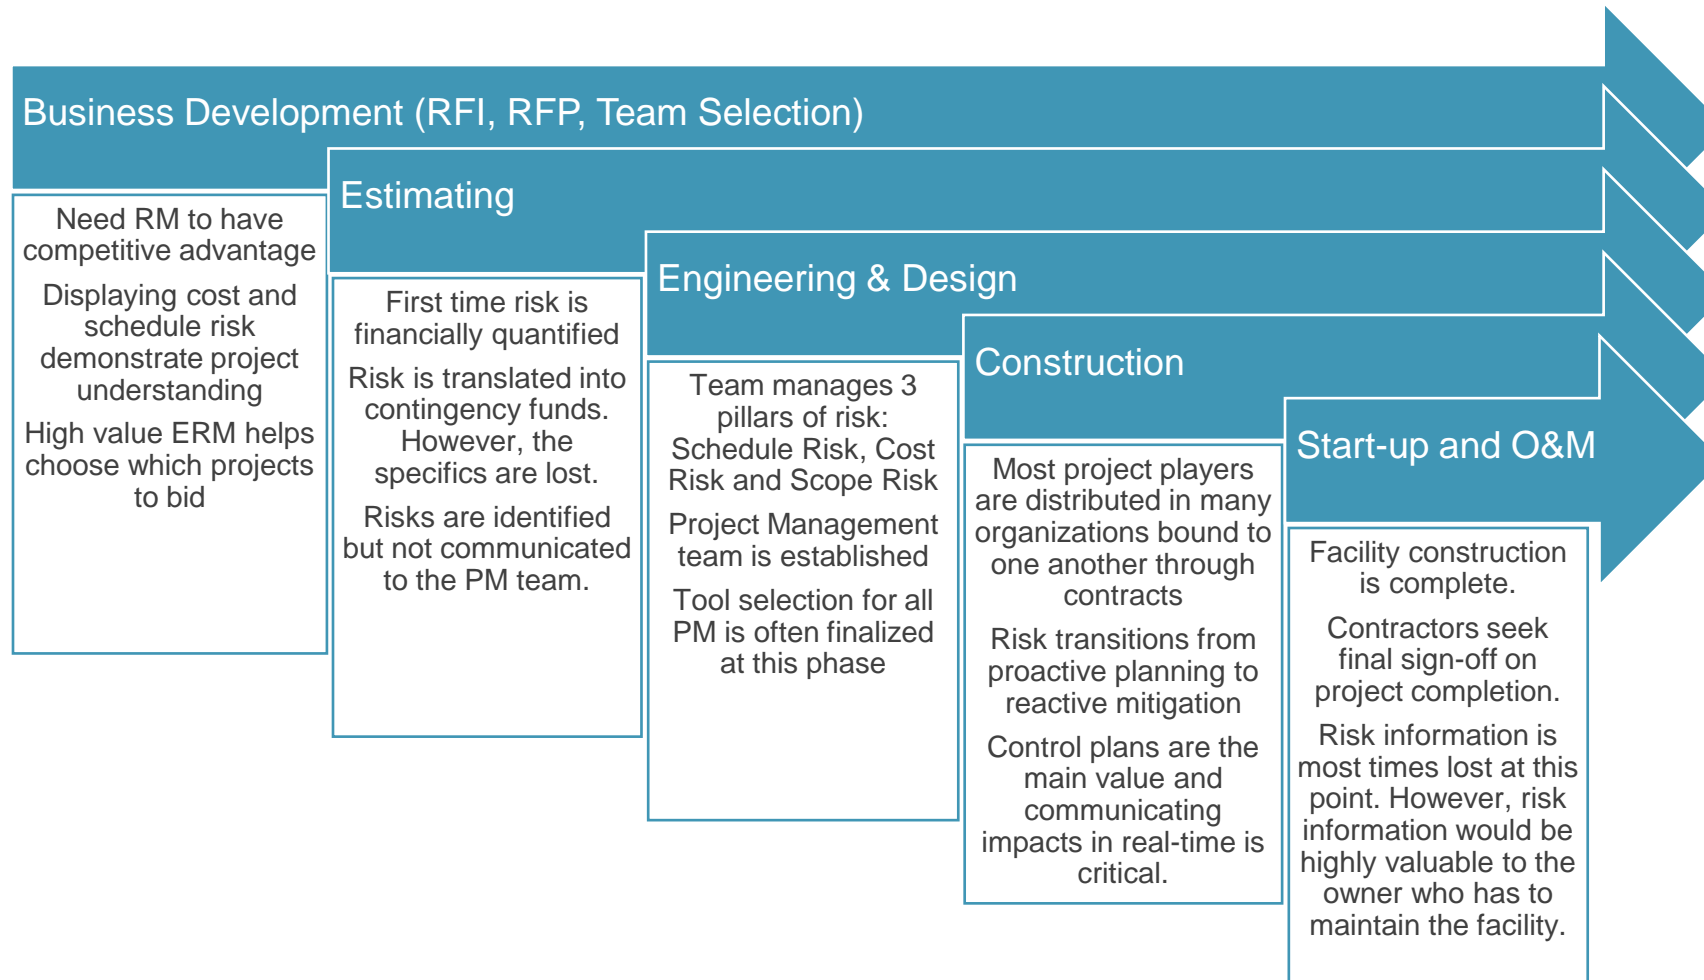 Business Development (RFI, RFP, Team Selection)
Need RM to have
competitive advantage
Displaying cost and
schedule risk
demonstrate project
understanding
High value ERM helps
choose which projects
to bid
Estimating
First time risk is
financially quantified
Risk is translated into
contingency funds.
However, the
specifics are lost.
Risks are identified
but not communicated
to the PM team.
Engineering & Design
Team manages 3
pillars of risk:
Schedule Risk, Cost
Risk and Scope Risk
Project Management
team is established
Tool selection for all
PM is often finalized
at this phase
Construction
Most project players
are distributed in many
organizations bound to
one another through
contracts
Risk transitions from
proactive planning to
reactive mitigation
Control plans are the
main value and
communicating
impacts in real-time is
critical.
Start-up and O&M
Facility construction
is complete.
Contractors seek
final sign-off on
project completion.
Risk information is
most times lost at this
point. However, risk
information would be
highly valuable to the
owner who has to
maintain the facility.